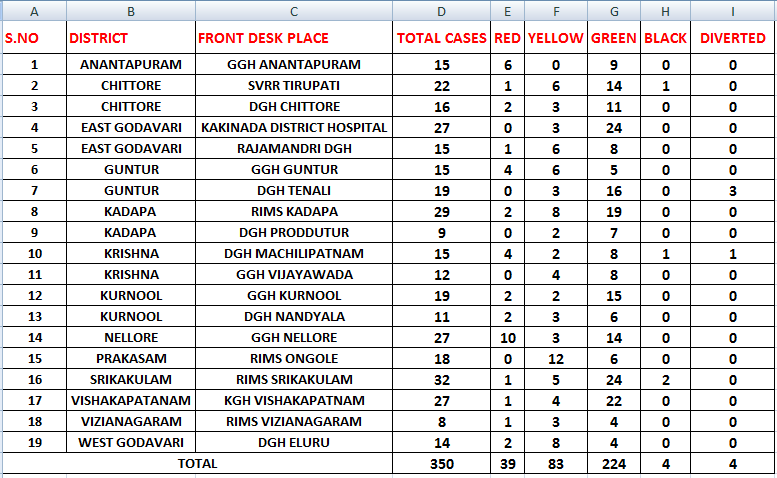 A B C D E F G H I
S.NO DISTRICT FRONT DESK PLACE TOTAL CASES RED YELLOW GREEN BLACK DIVERTED
1 ANANTAPURAM GGH ANANTAPURAM 15 6 0 9 0 0
2 CHITTORE SVRR TIRUPATI 22 1 6 14 1 0
3 CHITTORE DGH CHITTORE 16 2 3 11 0 0
4 EAST GODAVARI KAKINADA DISTRICT HOSPITAL 27 0 3 24 0 0
5 EAST GODAVARI RAJAMANDRI DGH 15 1 6 8 0 0
6 GUNTUR GGH GUNTUR 15 4 6 5 0 0
7 GUNTUR DGH TENALI 19 0 3 16 0 3
8 KADAPA RIMS KADAPA 29 2 8 19 0 0
9 KADAPA DGH PRODDUTUR 9 0 2 7 0 0
10 KRISHNA DGH MACHILIPATNAM 15 4 2 8 1 1
11 KRISHNA GGH VIJAYAWADA 12 0 4 8 0 0
12 KURNOOL GGH KURNOOL 19 2 2 15 0 0
13 KURNOOL DGH NANDYALA 11 2 3 6 0 0
14 NELLORE GGH NELLORE 27 10 3 14 0 0
15 PRAKASAM RIMS ONGOLE 18 0 12 6 0 0
16 SRIKAKULAM RIMS SRIKAKULAM 32 1 5 24 2 0
17 VISHAKAPATANAM KGH VISHAKAPATNAM 27 1 4 22 0 0
18 VIZIANAGARAM RIMS VIZIANAGARAM 8 1 3 4 0 0
19 WEST GODAVARI DGH ELURU 14 2 8 4 0 0
TOTAL 350 39 83 224 4 4